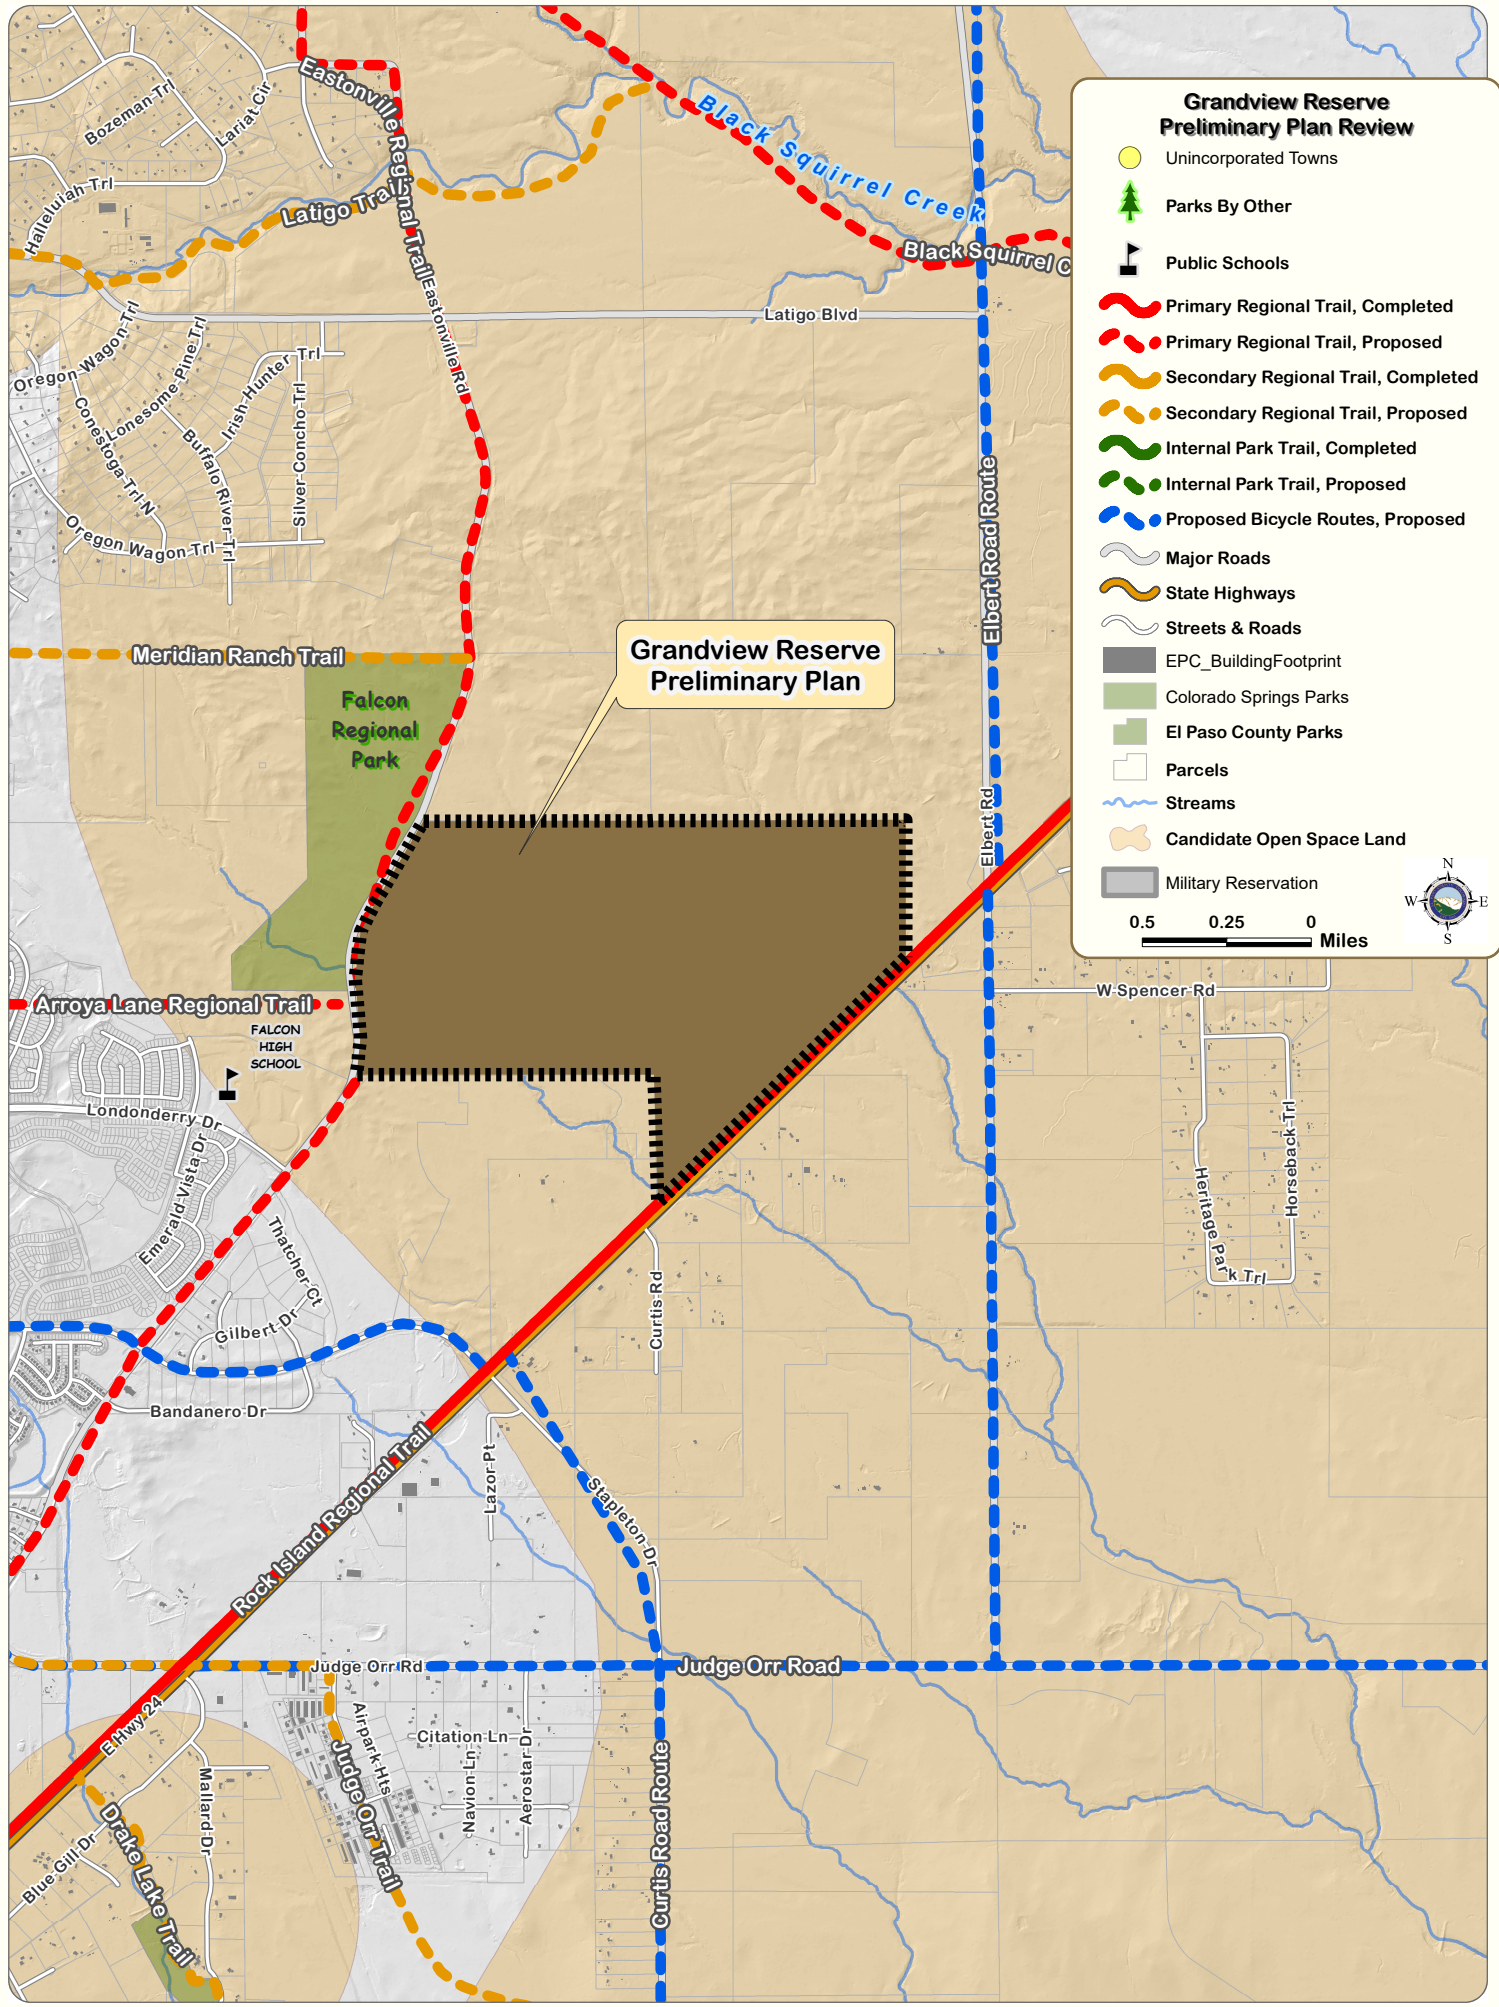 Grandview Reserve
Preliminary Plan Review
Unincorporated Towns
Parks By Other
Public Schools
Primary Regional Trail, Completed
Primary Regional Trail, Proposed
Secondary Regional Trail, Completed
Secondary Regional Trail, Proposed
Internal Park Trail, Completed
Internal Park Trail, Proposed
Proposed Bicycle Routes, Proposed
Major Roads
State Highways
Streets & Roads
EPC_BuildingFootprint
Colorado Springs Parks
El Paso County Parks
Parcels
Streams
Candidate Open Space Land
Military Reservation
N
W
E
S
0.5
0.25
0
Miles
Eastonville Regional Trail
Bozeman Trl
Lariat Cir
Halleluiah Trl
Latigo Trail
Black Squirrel Creek
Black Squirrel C
Latigo Blvd
Eastonville Rd
Oregon Wagon Trl
Lonesome Pine Trl
Irish Hunter Trl
Conestoga Trl N
Buffalo River Trl
Silver Concho Trl
Oregon Wagon Trl
Elbert Road Route
Meridian Ranch Trail
Grandview Reserve
Preliminary Plan
Falcon
Regional
Park
Elbert Rd
Arroya Lane Regional Trail
FALCON
HIGH
SCHOOL
W Spencer Rd
Londonderry Dr
Emerald Vista Dr
Horseback Trl
Heritage Park Trl
Thatcher Ct
Gilbert Dr
Curtis Rd
Bandanero Dr
Rock Island Regional Trail
Lazor Pt
Stapleton Dr
Judge Orr Rd
Judge Orr Road
E Hwy 24
Airpark Hts
Citation Ln
Navion Ln
Aerostar Dr
Judge Orr Trail
Mallard Dr
Blue Gill Dr
Drake Lake Trail
Curtis Road Route